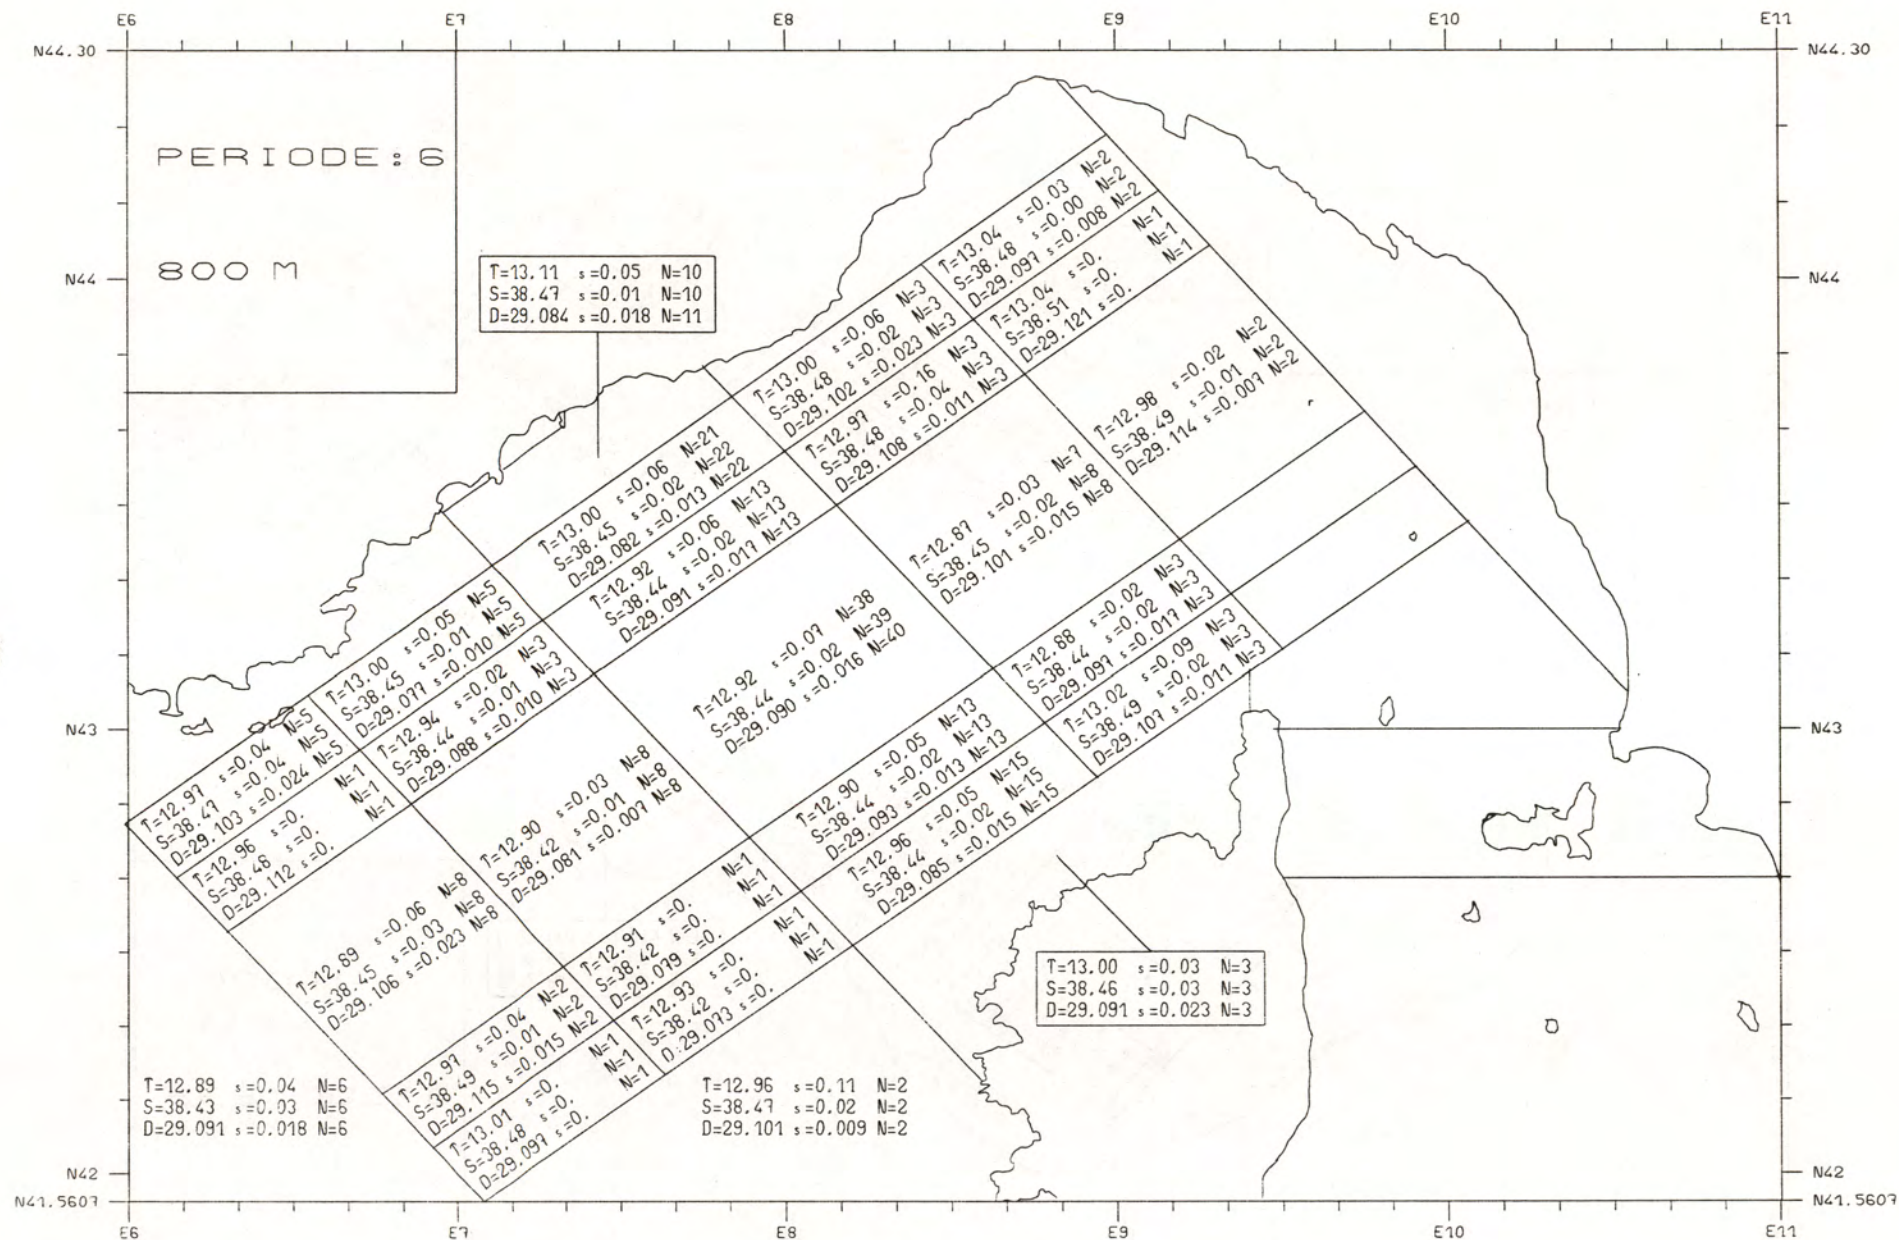 E6 E7 E8 E9 E10 E11
N44.30 N44.30
PERIODE:6
800 M
N44 N44
T=13.11 s=0.05 N=10
S=38.47 s=0.01 N=10
D=29.084 s=0.018 N=11
T=13.04 s=0.03 N=2
S=38.48 s=0.00 N=2
D=29.097 s=0.008 N=2
T=13.04 s=0. N=1
S=38.51 s=0. N=1
D=29.121 s=0. N=1
T=13.00 s=0.06 N=3
S=38.48 s=0.02 N=3
D=29.102 s=0.023 N=3
T=12.97 s=0.16 N=3
S=38.48 s=0.04 N=3
D=29.108 s=0.011 N=3
T=12.98 s=0.02 N=2
S=38.49 s=0.01 N=2
D=29.114 s=0.007 N=2
T=13.00 s=0.06 N=21
S=38.45 s=0.02 N=22
D=29.082 s=0.013 N=22
T=12.92 s=0.06 N=13
S=38.44 s=0.02 N=13
D=29.091 s=0.017 N=13
T=12.87 s=0.03 N=7
S=38.45 s=0.02 N=8
D=29.101 s=0.015 N=8
T=13.00 s=0.05 N=5
S=38.45 s=0.01 N=5
D=29.077 s=0.010 N=5
T=12.94 s=0.02 N=3
S=38.44 s=0.01 N=3
D=29.088 s=0.010 N=3
T=12.92 s=0.07 N=38
S=38.44 s=0.02 N=39
D=29.090 s=0.016 N=40
T=12.88 s=0.02 N=3
S=38.44 s=0.02 N=3
D=29.097 s=0.017 N=3
T=13.02 s=0.09 N=3
S=38.49 s=0.02 N=3
D=29.107 s=0.011 N=3
N43 N43
T=12.97 s=0.04 N=5
S=38.47 s=0.04 N=5
D=29.103 s=0.024 N=5
T=12.96 s=0. N=1
S=38.48 s=0. N=1
D=29.112 s=0. N=1
T=12.90 s=0.03 N=8
S=38.42 s=0.01 N=8
D=29.081 s=0.007 N=8
T=12.90 s=0.05 N=13
S=38.44 s=0.02 N=13
D=29.093 s=0.013 N=13
T=12.96 s=0.05 N=15
S=38.44 s=0.02 N=15
D=29.085 s=0.015 N=15
T=12.89 s=0.06 N=8
S=38.45 s=0.03 N=8
D=29.106 s=0.023 N=8
T=12.91 s=0. N=1
S=38.42 s=0. N=1
D=29.079 s=0. N=1
T=12.93 s=0. N=1
S=38.42 s=0. N=1
D=29.073 s=0. N=1
T=13.00 s=0.03 N=3
S=38.46 s=0.03 N=3
D=29.091 s=0.023 N=3
T=12.97 s=0.04 N=2
S=38.49 s=0.01 N=2
D=29.115 s=0.015 N=2
T=13.01 s=0. N=1
S=38.48 s=0. N=1
D=29.097 s=0. N=1
T=12.89 s=0.04 N=6
S=38.43 s=0.03 N=6
D=29.091 s=0.018 N=6
T=12.96 s=0.11 N=2
S=38.47 s=0.02 N=2
D=29.101 s=0.009 N=2
N42 N42
N41.5607 N41.5607
E6 E7 E8 E9 E10 E11